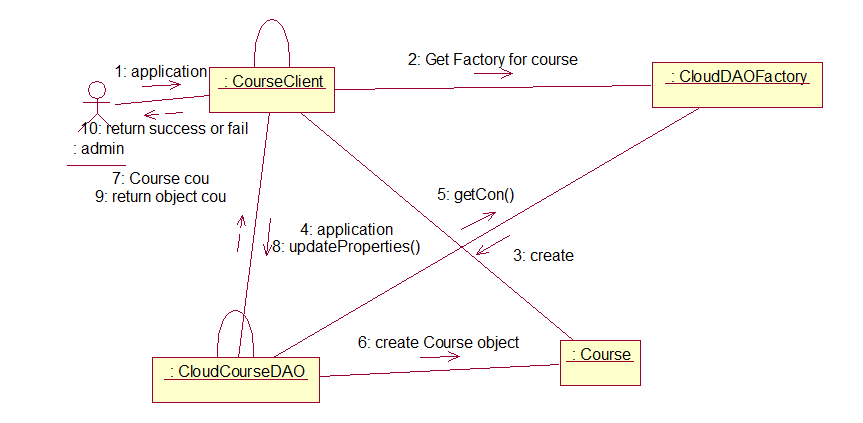 1: application
: CourseClient
2: Get Factory for course
: CloudDAOFactory
10: return success or fail
: admin
7: Course cou
9: return object cou
5: getCon()
4: application
8: updateProperties()
3: create
6: create Course object
: Course
: CloudCourseDAO